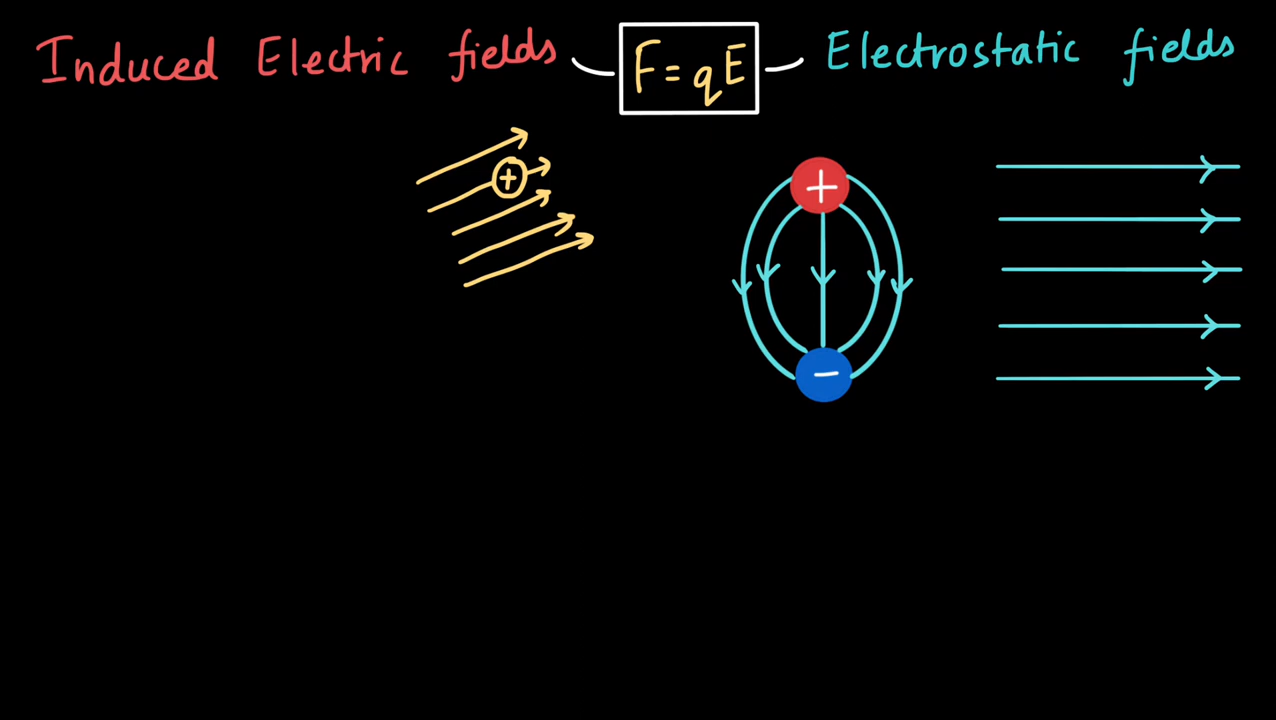 Induced Electric fields
F = qE
Electrostatic fields
+
+
−